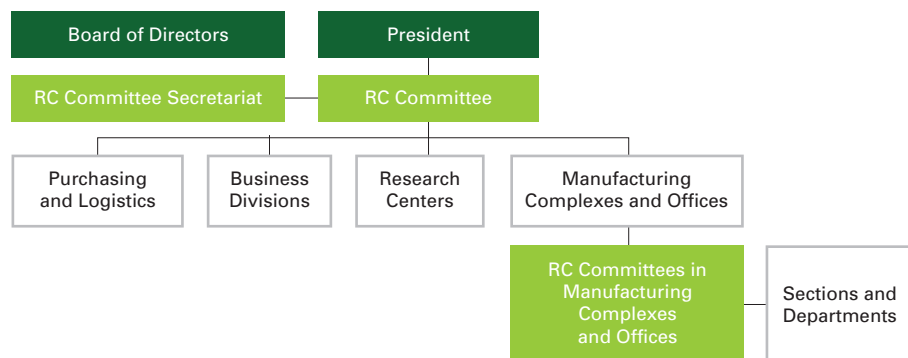 Board of Directors
President
RC Committee Secretariat
RC Committee
Purchasing
and Logistics
Business
Divisions
Research
Centers
Manufacturing
Complexes and Offices
RC Committees in
Manufacturing
Complexes
and Offices
Sections and
Departments